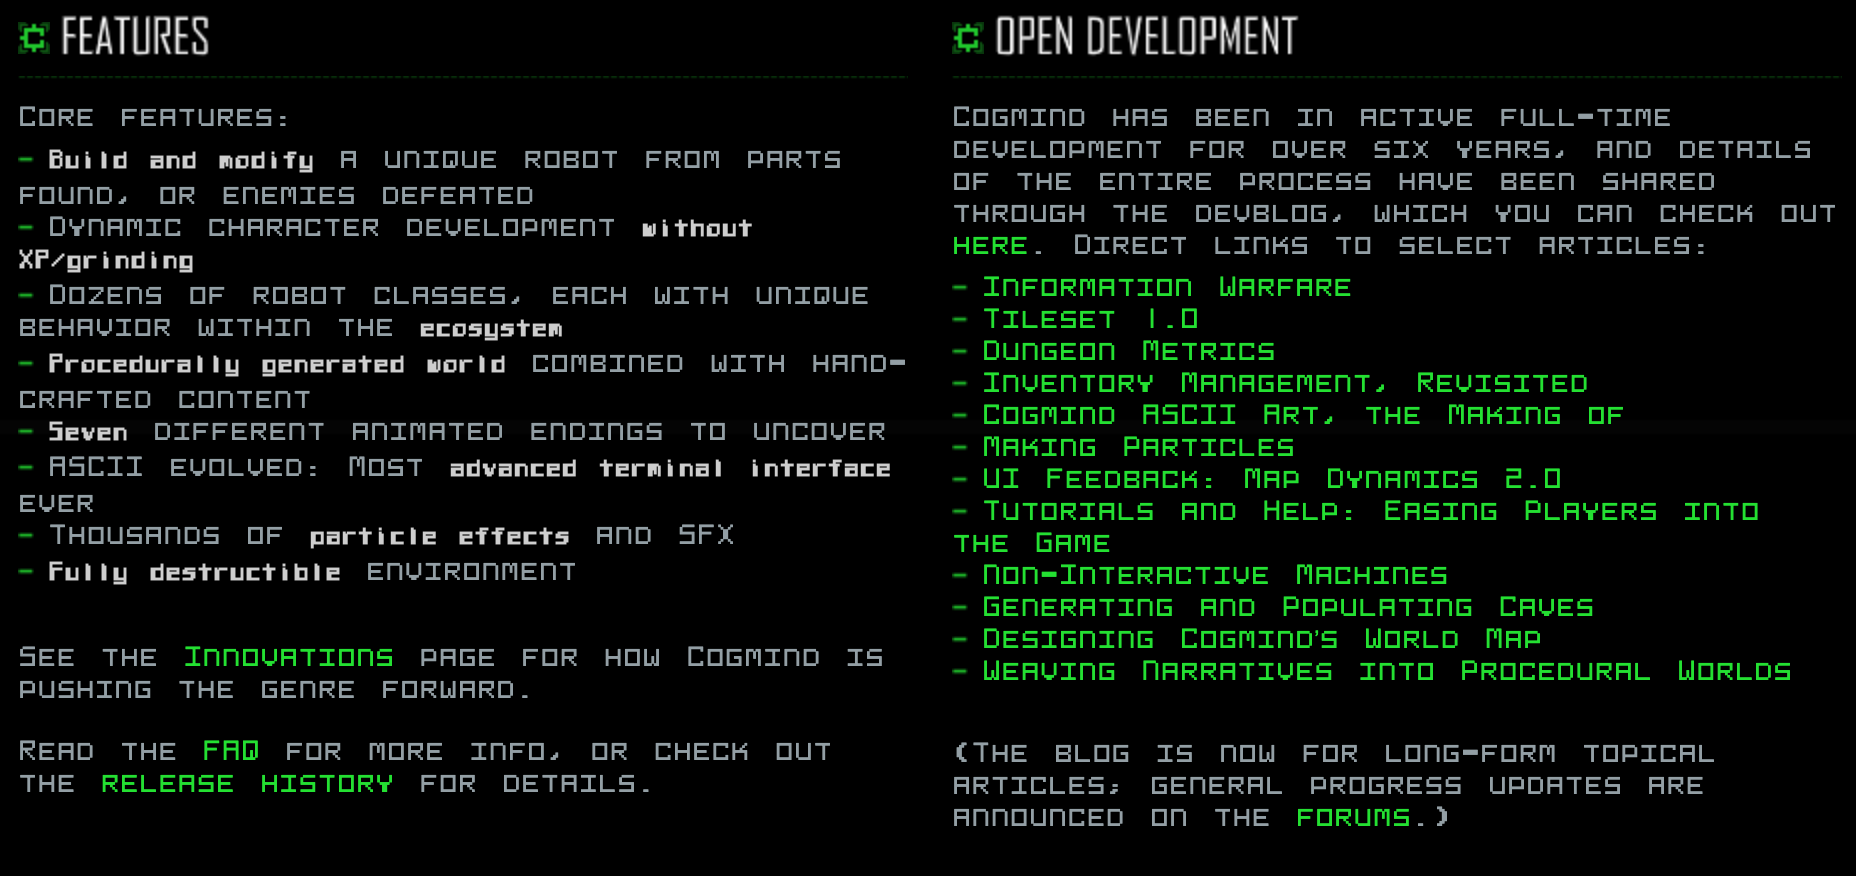 FEATURES
Core features:
- Build and modify a unique robot from parts
found, or enemies defeated
- Dynamic character development without
XP/grinding
- Dozens of robot classes, each with unique
behavior within the ecosystem
- Procedurally generated world combined with hand-
crafted content
- Seven different animated endings to uncover
- ASCII evolved: Most advanced terminal interface
ever
- Thousands of particle effects and SFX
- Fully destructible environment
See the Innovations page for how Cogmind is
pushing the genre forward.
Read the FAQ for more info, or check out
the release history for details.
OPEN DEVELOPMENT
Cogmind has been in active full-time
development for over six years, and details
of the entire process have been shared
through the devblog, which you can check out
here. Direct links to select articles:
- Information Warfare
- Tileset 1.0
- Dungeon Metrics
- Inventory Management, Revisited
- Cogmind ASCII Art, the Making of
- Making Particles
- UI Feedback: Map Dynamics 2.0
- Tutorials and Help: Easing Players into
the Game
- Non-Interactive Machines
- Generating and Populating Caves
- Designing Cogmind's World Map
- Weaving Narratives into Procedural Worlds
(The blog is now for long-form topical
articles; general progress updates are
announced on the forums.)